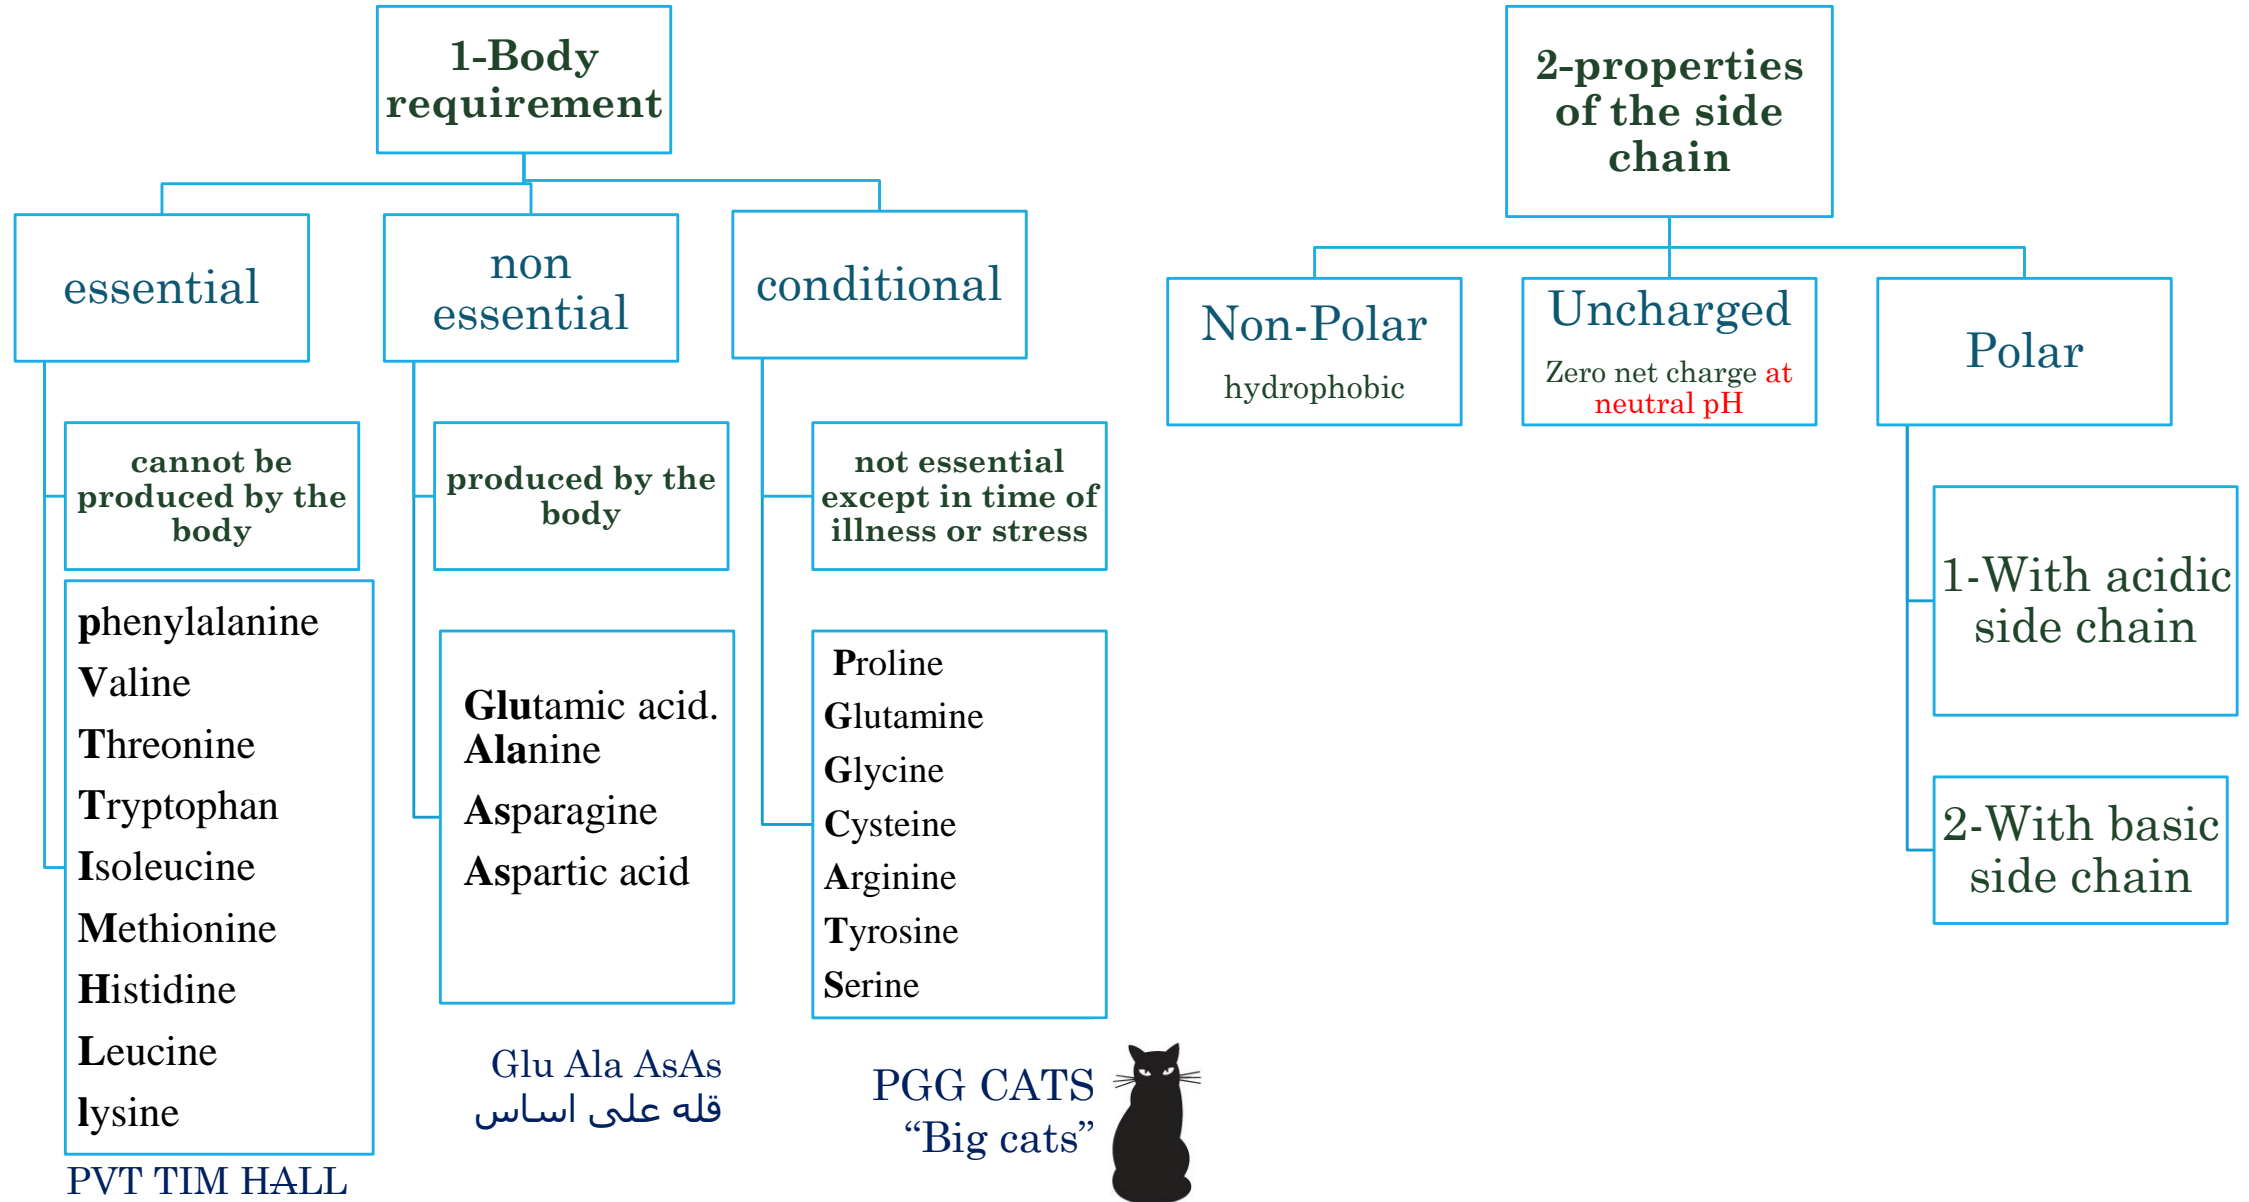 1-Body
requirement
essential
cannot be
produced by the
body
phenylalanine
Valine
Threonine
Tryptophan
Isoleucine
Methionine
Histidine
Leucine
lysine
PVT TIM HALL
non
essential
produced by the
body
Glutamic acid.
Alanine
Asparagine
Aspartic acid
Glu Ala AsAs
قله على اساس
conditional
not essential
except in time of
illness or stress
Proline
Glutamine
Glycine
Cysteine
Arginine
Tyrosine
Serine
PGG CATS
“Big cats”
2-properties
of the side
chain
Non-Polar
hydrophobic
Uncharged
Zero net charge at
neutral pH
Polar
1-With acidic
side chain
2-With basic
side chain